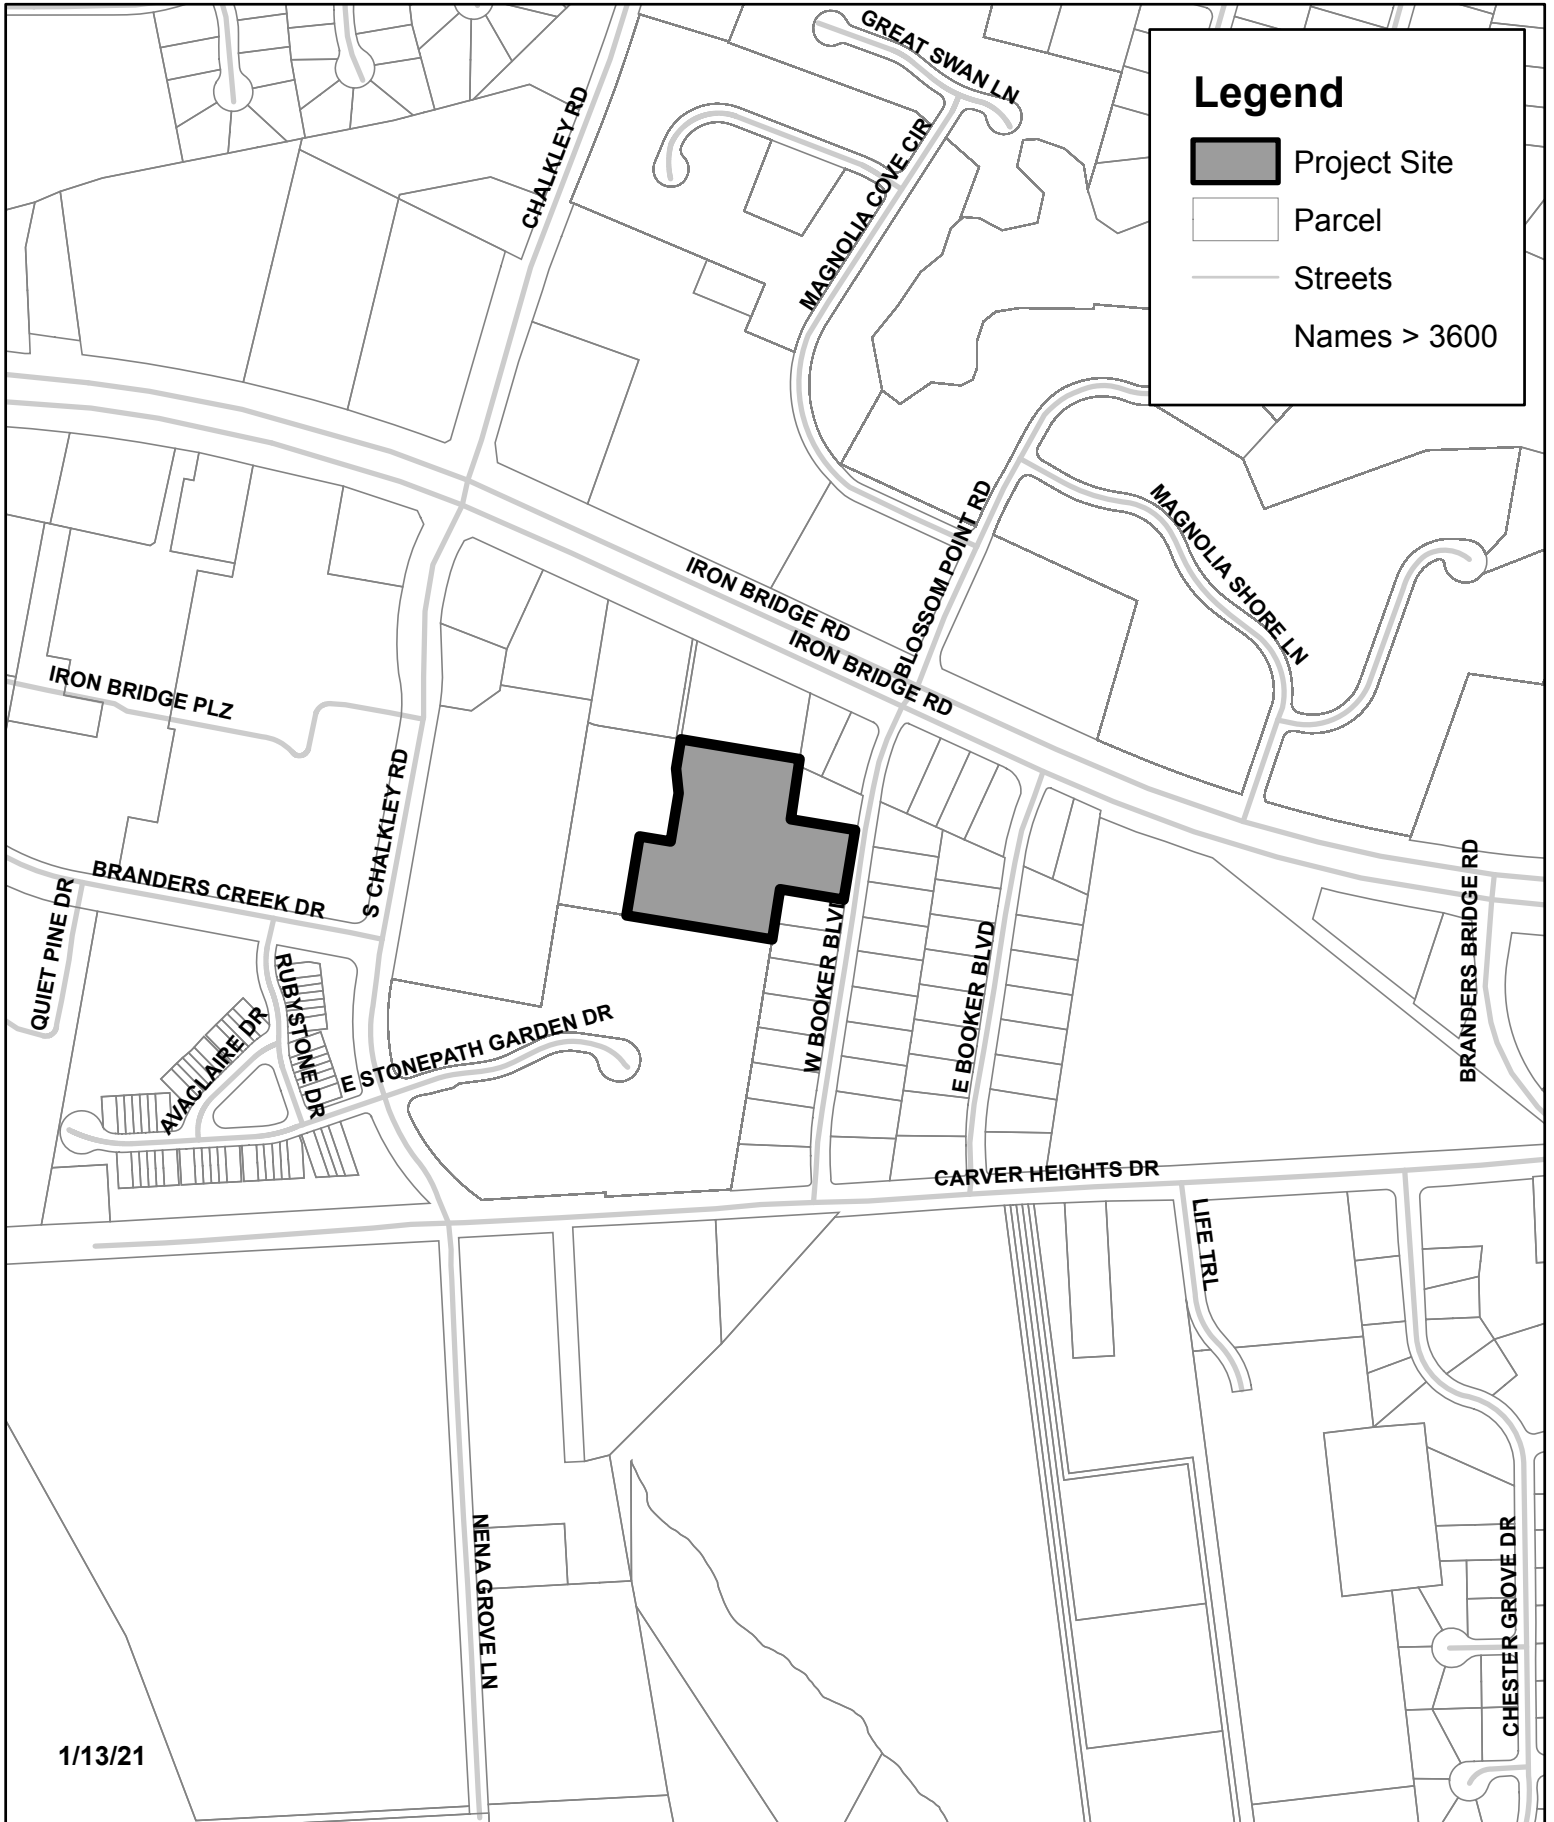 GREAT SWAN LN
Legend
Project Site
Parcel
Streets
Names > 3600
CHALKLEY RD
MAGNOLIA COVE CIR
BLOSSOM POINT RD
MAGNOLIA SHORE LN
IRON BRIDGE RD
IRON BRIDGE RD
IRON BRIDGE PLZ
S CHALKLEY RD
BRANDERS CREEK DR
QUIET PINE DR
RUBYSTONE DR
AVACLAIRE DR
E STONEPATH GARDEN DR
W BOOKER BLVD
E BOOKER BLVD
BRANDERS BRIDGE RD
CARVER HEIGHTS DR
LIFE TRL
NENA GROVE LN
CHESTER GROVE DR
1/13/21